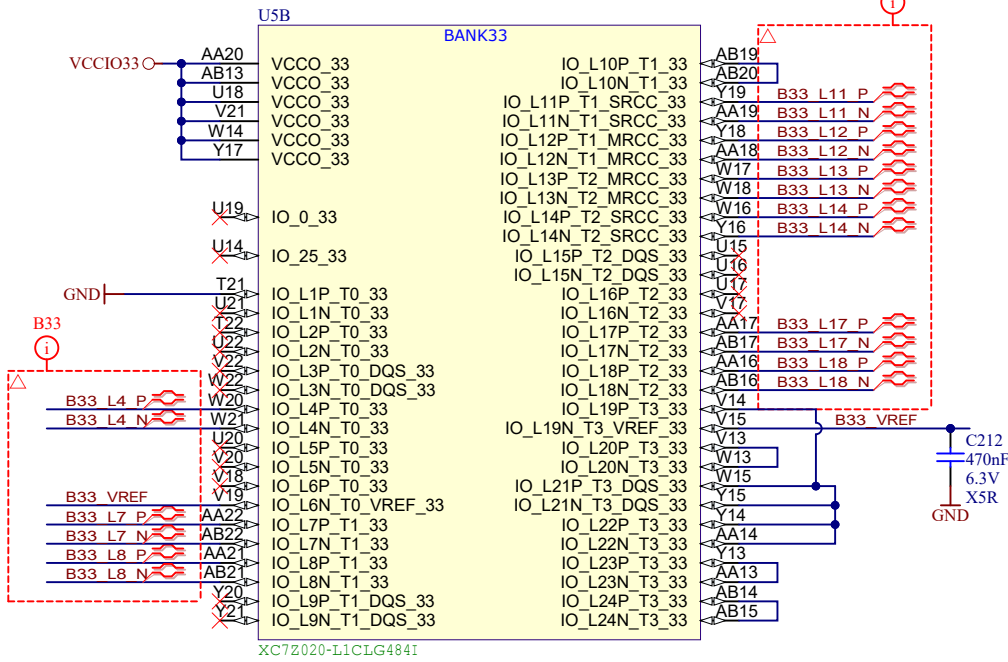 U5B
BANK33
VCCIO33
AA20 VCCO_33
AB13 VCCO_33
U18 VCCO_33
V21 VCCO_33
W14 VCCO_33
Y17 VCCO_33
U19 IO_0_33
U14 IO_25_33
GND T21 IO_L1P_T0_33
U21 IO_L1N_T0_33
T22 IO_L2P_T0_33
U22 IO_L2N_T0_33
V22 IO_L3P_T0_DQS_33
W22 IO_L3N_T0_DQS_33
B33
i
B33_L4_P W20 IO_L4P_T0_33
B33_L4_N W21 IO_L4N_T0_33
U20 IO_L5P_T0_33
V20 IO_L5N_T0_33
V18 IO_L6P_T0_33
B33_VREF V19 IO_L6N_T0_VREF_33
B33_L7_P AA22 IO_L7P_T1_33
B33_L7_N AB22 IO_L7N_T1_33
B33_L8_P AA21 IO_L8P_T1_33
B33_L8_N AB21 IO_L8N_T1_33
Y20 IO_L9P_T1_DQS_33
Y21 IO_L9N_T1_DQS_33
i
IO_L10P_T1_33 AB19
IO_L10N_T1_33 AB20
IO_L11P_T1_SRCC_33 Y19 B33_L11_P
IO_L11N_T1_SRCC_33 AA19 B33_L11_N
IO_L12P_T1_MRCC_33 Y18 B33_L12_P
IO_L12N_T1_MRCC_33 AA18 B33_L12_N
IO_L13P_T2_MRCC_33 W17 B33_L13_P
IO_L13N_T2_MRCC_33 W18 B33_L13_N
IO_L14P_T2_SRCC_33 W16 B33_L14_P
IO_L14N_T2_SRCC_33 Y16 B33_L14_N
IO_L15P_T2_DQS_33 U15
IO_L15N_T2_DQS_33 U16
IO_L16P_T2_33 U17
IO_L16N_T2_33 V17
IO_L17P_T2_33 AA17 B33_L17_P
IO_L17N_T2_33 AB17 B33_L17_N
IO_L18P_T2_33 AA16 B33_L18_P
IO_L18N_T2_33 AB16 B33_L18_N
IO_L19P_T3_33 V14
IO_L19N_T3_VREF_33 V15 B33_VREF
IO_L20P_T3_33 V13
IO_L20N_T3_33 W13
IO_L21P_T3_DQS_33 W15
IO_L21N_T3_DQS_33 Y15
IO_L22P_T3_33 Y14
IO_L22N_T3_33 AA14
IO_L23P_T3_33 Y13
IO_L23N_T3_33 AA13
IO_L24P_T3_33 AB14
IO_L24N_T3_33 AB15
C212
470nF
6.3V
X5R
GND
XC7Z020-L1CLG484I